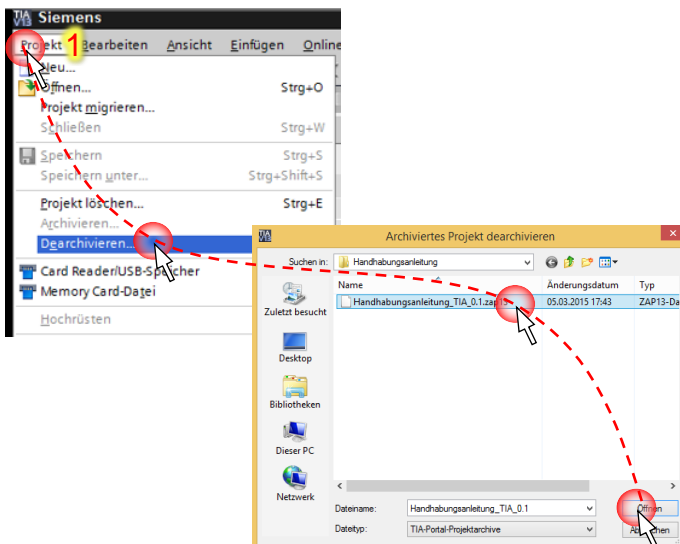 TIA V13 Siemens
Projekt 1 Bearbeiten Ansicht Einfügen Online
Neu...
Öffnen... Strg+O
Projekt migrieren...
Schließen Strg+W
Speichern Strg+S
Speichern unter... Strg+Shift+S
Projekt löschen... Strg+E
Archivieren...
Dearchivieren...
Card Reader/USB-Speicher
Memory Card-Datei
Hochrüsten
Archiviertes Projekt dearchivieren
Suchen in: Handhabungsanleitung
Name Änderungsdatum Typ
Handhabungsanleitung_TIA_0.1.zap13 05.03.2015 17:43 ZAP13-Da
Zuletzt besucht
Desktop
Bibliotheken
Dieser PC
Netzwerk
Dateiname: Handhabungsanleitung_TIA_0.1 Öffnen
Dateityp: TIA-Portal-Projektarchive Abbrechen